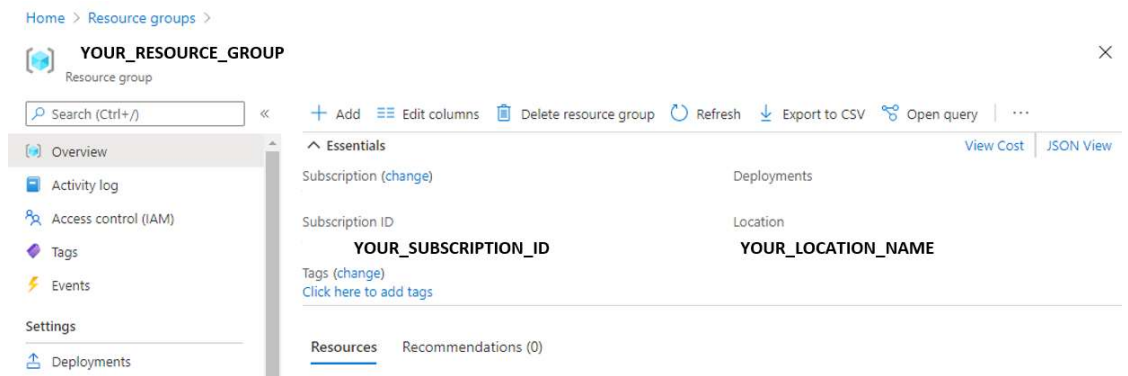 Home > Resource groups >
YOUR_RESOURCE_GROUP
Resource group
Search (Ctrl+/)
«
Add
Edit columns
Delete resource group
Refresh
Export to CSV
Open query
...
Overview
Activity log
Access control (IAM)
Tags
Events
Settings
Deployments
Essentials
View Cost
JSON View
Subscription (change)
Deployments
Subscription ID
Location
YOUR_SUBSCRIPTION_ID
YOUR_LOCATION_NAME
Tags (change)
Click here to add tags
Resources
Recommendations (0)